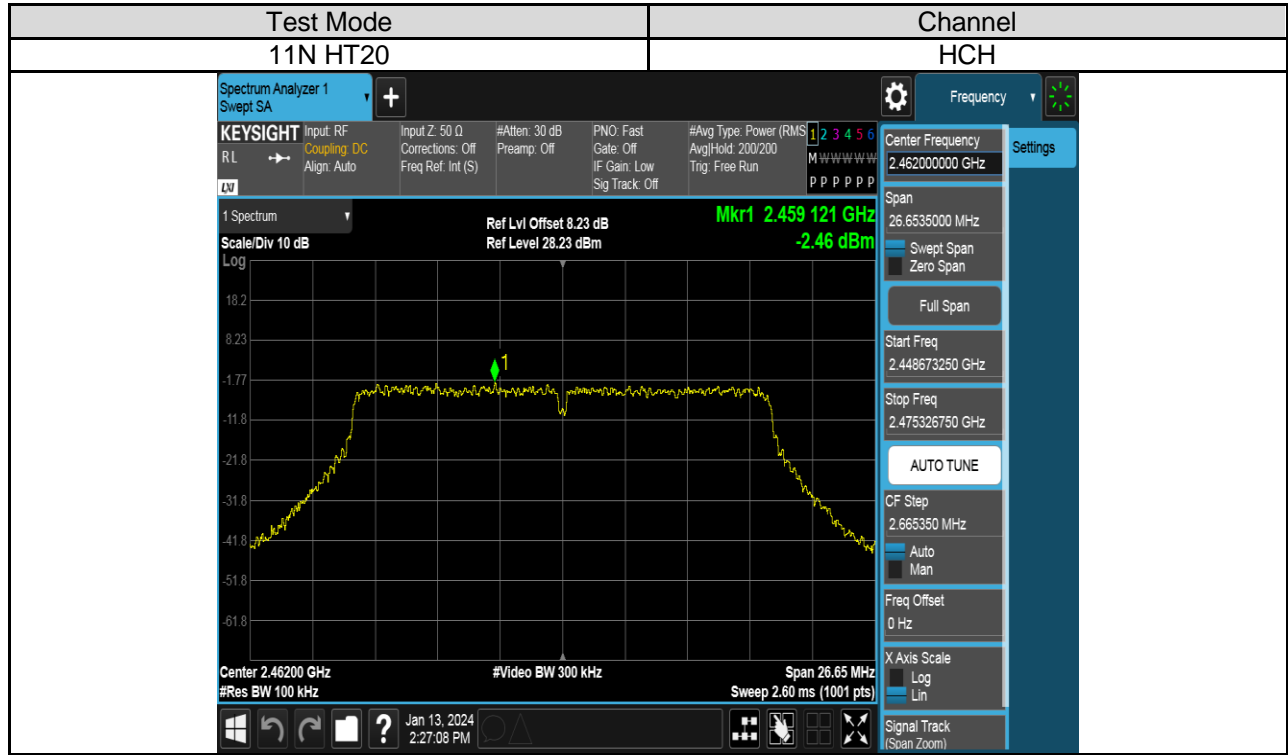 Test Mode Channel
11N HT20 HCH
Spectrum Analyzer 1
Swept SA
+
Frequency
KEYSIGHT Input: RF Input Z: 50 Ω #Atten: 30 dB PNO: Fast #Avg Type: Power (RMS 1 2 3 4 5 6
RL Coupling: DC Corrections: Off Preamp: Off Gate: Off Avg|Hold: 200/200 M W W W W W
Align: Auto Freq Ref: Int (S) IF Gain: Low Trig: Free Run
LXI Sig Track: Off P P P P P P
1 Spectrum
Ref Lvl Offset 8.23 dB Mkr1 2.459 121 GHz
Scale/Div 10 dB Ref Level 28.23 dBm -2.46 dBm
Log
18.2
8.23
1
-1.77
-11.8
-21.8
-31.8
-41.8
-51.8
-61.8
Center 2.46200 GHz #Video BW 300 kHz Span 26.65 MHz
#Res BW 100 kHz Sweep 2.60 ms (1001 pts)
? Jan 13, 2024
2:27:08 PM
Center Frequency
2.462000000 GHz
Settings
Span
26.6535000 MHz
Swept Span
Zero Span
Full Span
Start Freq
2.448673250 GHz
Stop Freq
2.475326750 GHz
AUTO TUNE
CF Step
2.665350 MHz
Auto
Man
Freq Offset
0 Hz
X Axis Scale
Log
Lin
Signal Track
(Span Zoom)